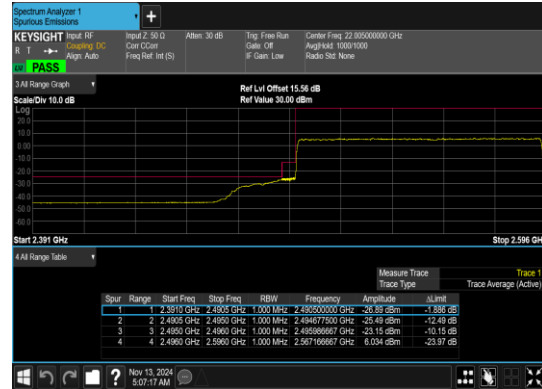 Spectrum Analyzer 1
Spurious Emissions
+
KEYSIGHT Input: RF Input Z: 50 Ω Atten: 30 dB Trig: Free Run Center Freq: 22.005000000 GHz
R T Coupling: DC Corr CCorr Gate: Off Avg|Hold: 1000/1000
Align: Auto Freq Ref: Int (S) IF Gain: Low Radio Std: None
PASS
3 All Range Graph
Ref Lvl Offset 15.56 dB
Scale/Div 10.0 dB Ref Value 30.00 dBm
Log
20.0
10.0
0.00
-10.0
-20.0
-30.0
-40.0
-50.0
-60.0
Start 2.391 GHz Stop 2.596 GH
4 All Range Table
Measure Trace Trace 1
Trace Type Trace Average (Active)
Spur Range Start Freq Stop Freq RBW Frequency Amplitude ΔLimit
1 1 2.3910 GHz 2.4905 GHz 1.000 MHz 2.490500000 GHz -26.89 dBm -1.886 dB
2 2 2.4905 GHz 2.4950 GHz 1.000 MHz 2.494677500 GHz -25.49 dBm -12.49 dB
3 3 2.4950 GHz 2.4960 GHz 1.000 MHz 2.495986667 GHz -23.15 dBm -10.15 dB
4 4 2.4960 GHz 2.5960 GHz 1.000 MHz 2.567166667 GHz 6.034 dBm -23.97 dB
? Nov 13, 2024
5:07:17 AM